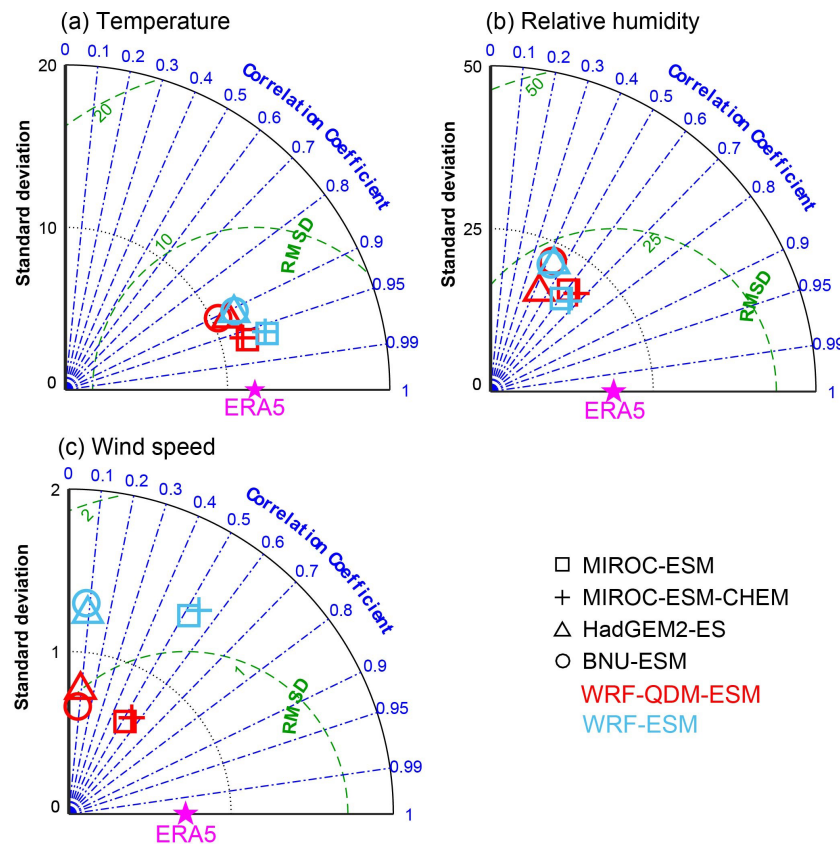 (a) Temperature
0 0.1 0.2 0.3 0.4 0.5 0.6 0.7 0.8 0.9 0.95 0.99 1
Correlation Coefficient
Standard deviation
20
10
0
20
10
RMSD
ERA5
(b) Relative humidity
0 0.1 0.2 0.3 0.4 0.5 0.6 0.7 0.8 0.9 0.95 0.99 1
Correlation Coefficient
Standard deviation
50
25
0
50
25
RMSD
ERA5
(c) Wind speed
0 0.1 0.2 0.3 0.4 0.5 0.6 0.7 0.8 0.9 0.95 0.99 1
Correlation Coefficient
Standard deviation
2
1
0
2
1
RMSD
ERA5
MIROC-ESM
MIROC-ESM-CHEM
HadGEM2-ES
BNU-ESM
WRF-QDM-ESM
WRF-ESM